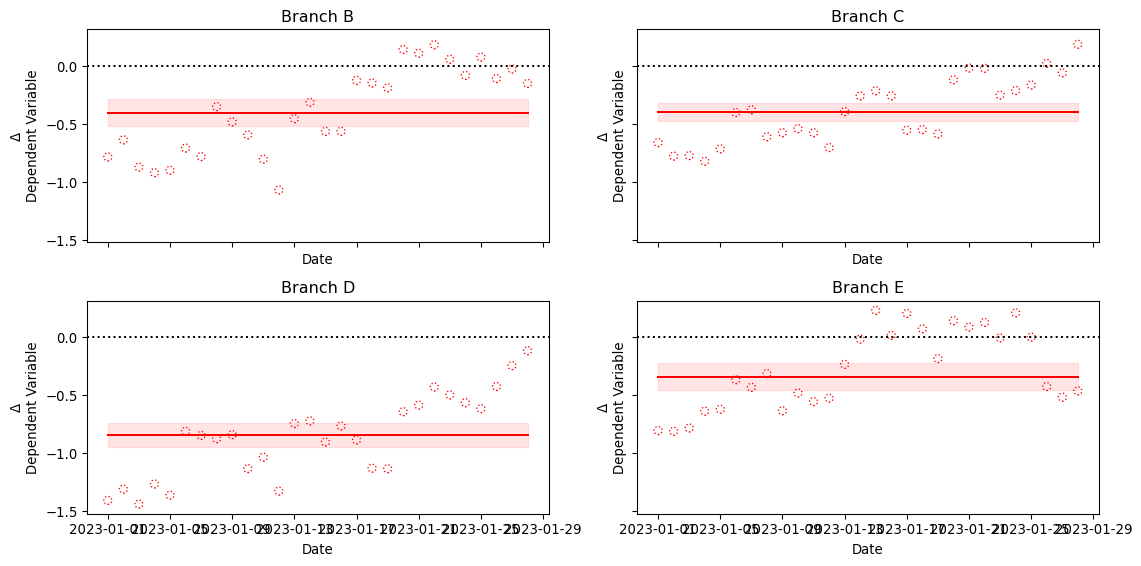 Branch B
0.0
−0.5
−1.0
−1.5
Δ
Dependent Variable
Date
Branch C
Δ
Dependent Variable
Date
Branch D
0.0
−0.5
−1.0
−1.5
Δ
Dependent Variable
2023-01-01 2023-01-05 2023-01-09 2023-01-13 2023-01-17 2023-01-21 2023-01-25 2023-01-29
Date
Branch E
Δ
Dependent Variable
2023-01-01 2023-01-05 2023-01-09 2023-01-13 2023-01-17 2023-01-21 2023-01-25 2023-01-29
Date